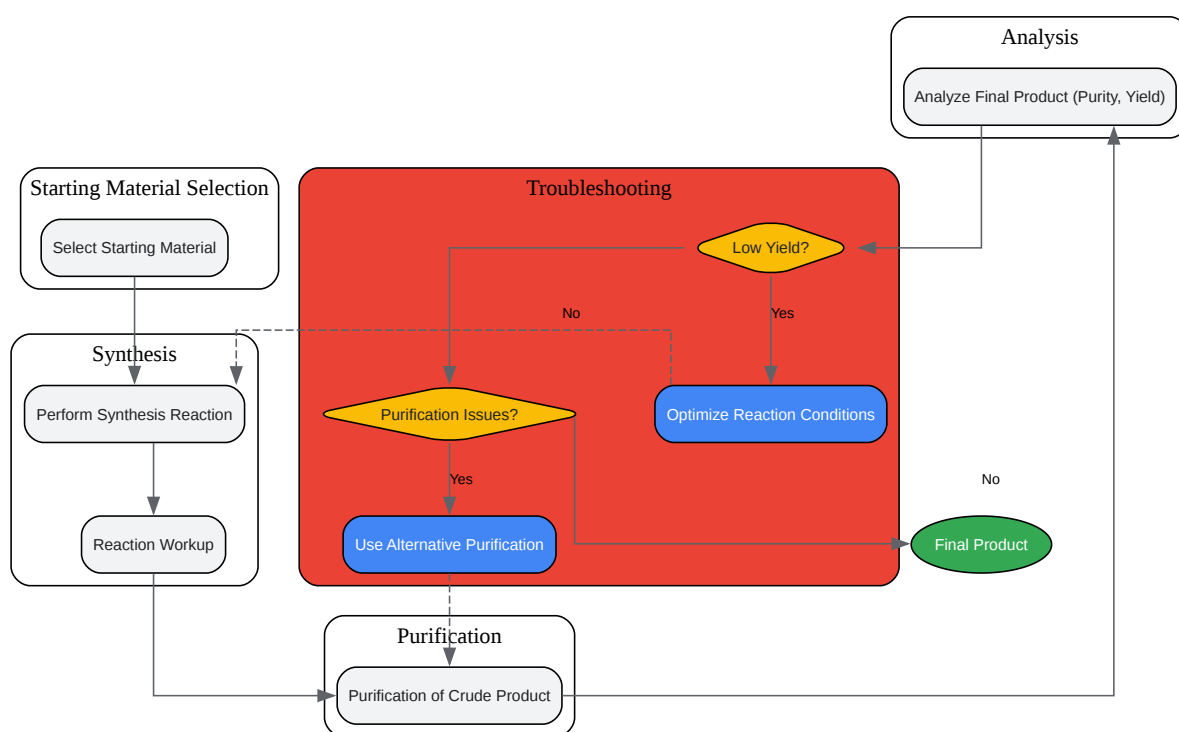 Analysis
Analyze Final Product (Purity, Yield)
Starting Material Selection
Select Starting Material
Troubleshooting
Low Yield?
No
Yes
Synthesis
Perform Synthesis Reaction
Purification Issues?
Optimize Reaction Conditions
Yes
No
Reaction Workup
Use Alternative Purification
Final Product
Purification
Purification of Crude Product